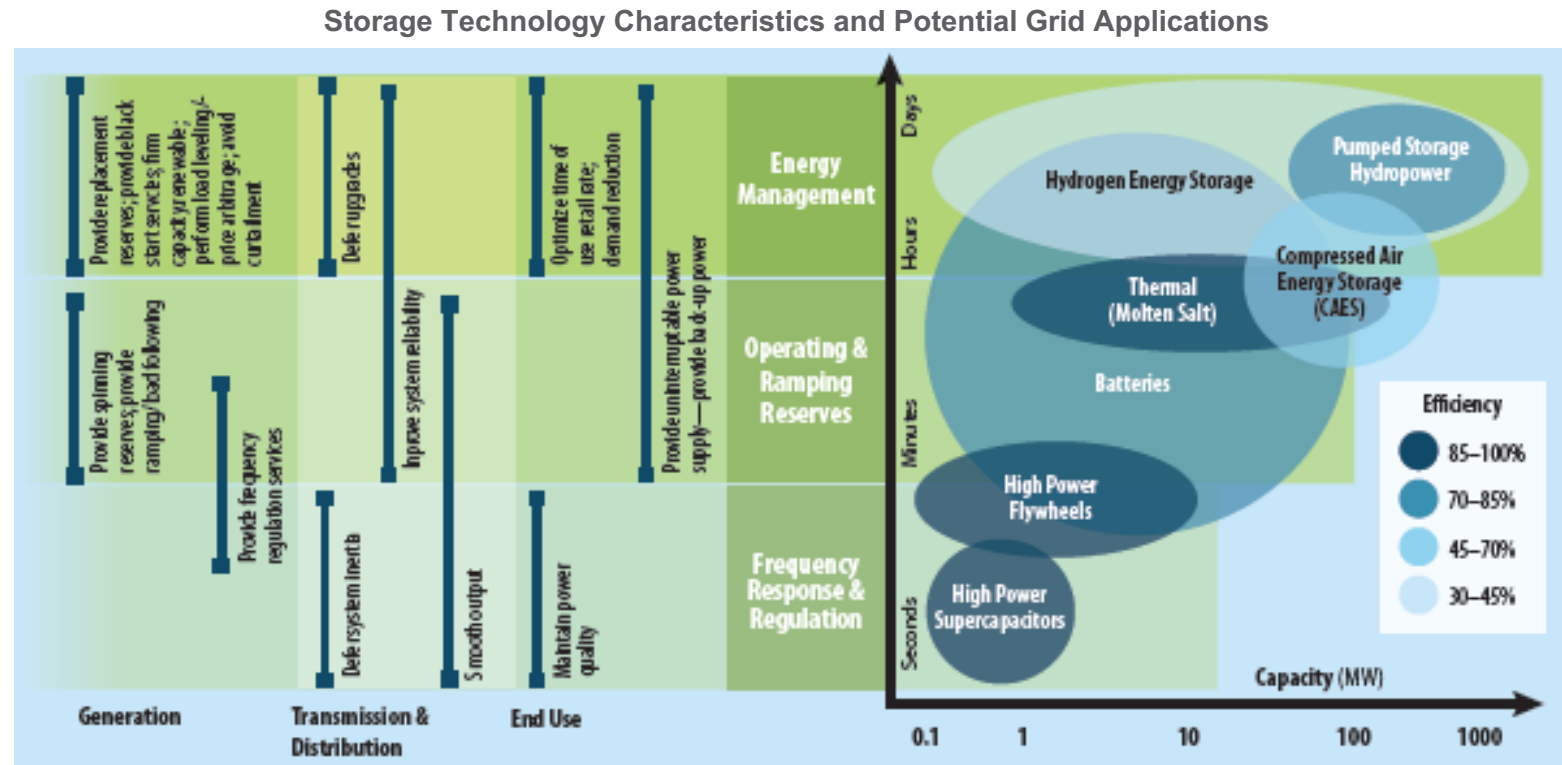 Storage Technology Characteristics and Potential Grid Applications
Provide replacement
reserves; provide black
start services; firm
capacity renewable;
perform load leveling/-
price arbitrage; avoid
curtailment
Defer upgrades
Optimize time of
use retail rate;
demand reduction
Provide spinning
reserve; provide
ramping/bad following
Provide frequency
regulation services
Improve system reliability
Provide uninterruptable power
supply—provide back-up power
Defer system inertia
Smooth output
Maintain power
quality
Generation
Transmission &
Distribution
End Use
Energy
Management
Operating &
Ramping
Reserves
Frequency
Response &
Regulation
Days
Hours
Minutes
Seconds
Hydrogen Energy Storage
Pumped Storage
Hydropower
Compressed Air
Energy Storage
(CAES)
Thermal
(Molten Salt)
Batteries
High Power
Flywheels
High Power
Supercapacitors
Efficiency
85–100%
70–85%
45–70%
30–45%
Capacity (MW)
0.1 1 10 100 1000